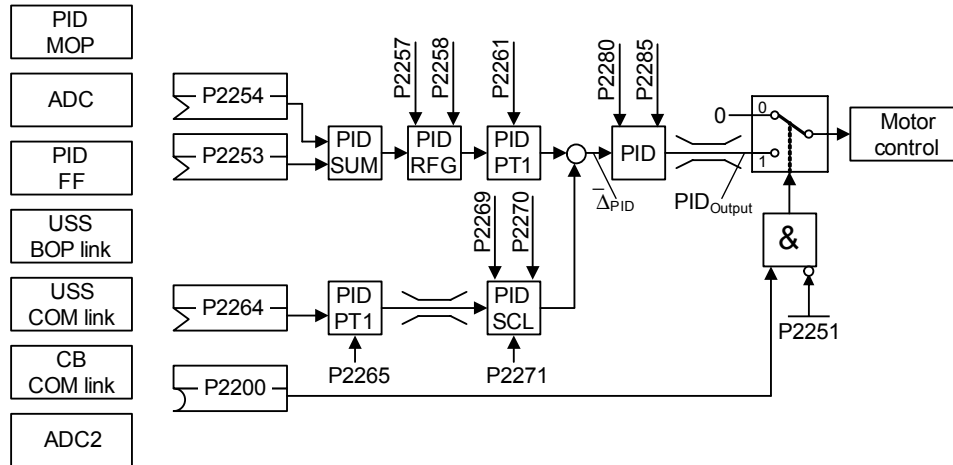 PID
MOP
ADC
PID
FF
USS
BOP link
USS
COM link
CB
COM link
ADC2
P2254
P2253
P2264
P2200
PID
SUM
P2257
P2258
PID
RFG
P2261
PID
PT1
P2280
P2285
PID
Δ̅PID
PIDOutput
0
0
1
Motor
control
&
P2251
PID
PT1
P2265
P2269
P2270
PID
SCL
P2271